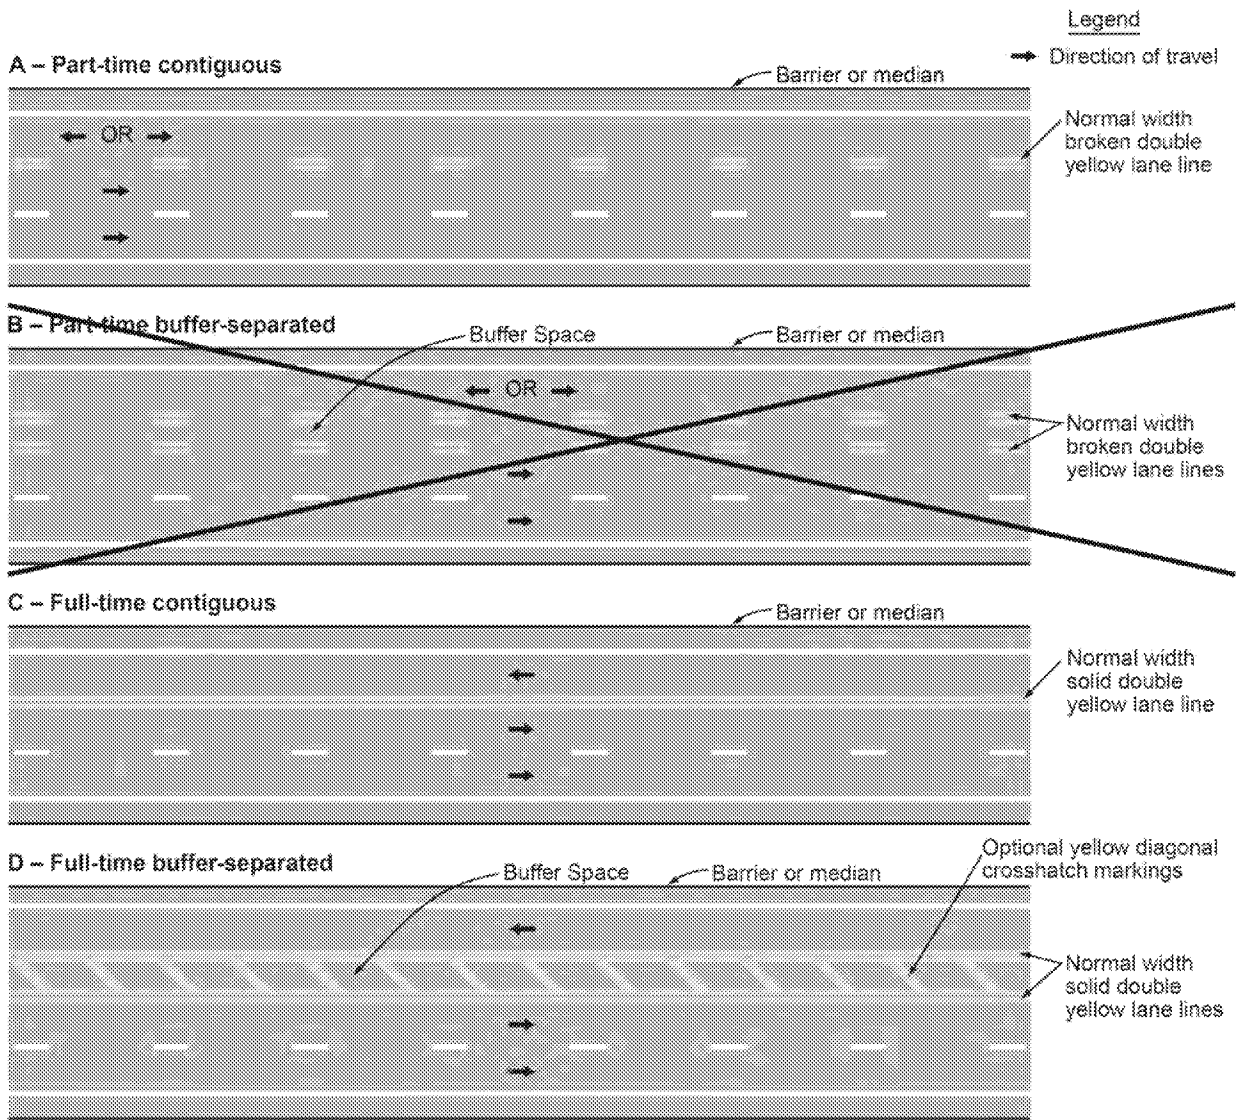 Legend
Direction of travel
A – Part-time contiguous
Barrier or median
OR
Normal width
broken double
yellow lane line
B – Part-time buffer-separated
Buffer Space
Barrier or median
OR
Normal width
broken double
yellow lane lines
C – Full-time contiguous
Barrier or median
Normal width
solid double
yellow lane line
D – Full-time buffer-separated
Buffer Space
Barrier or median
Optional yellow diagonal
crosshatch markings
Normal width
solid double
yellow lane lines